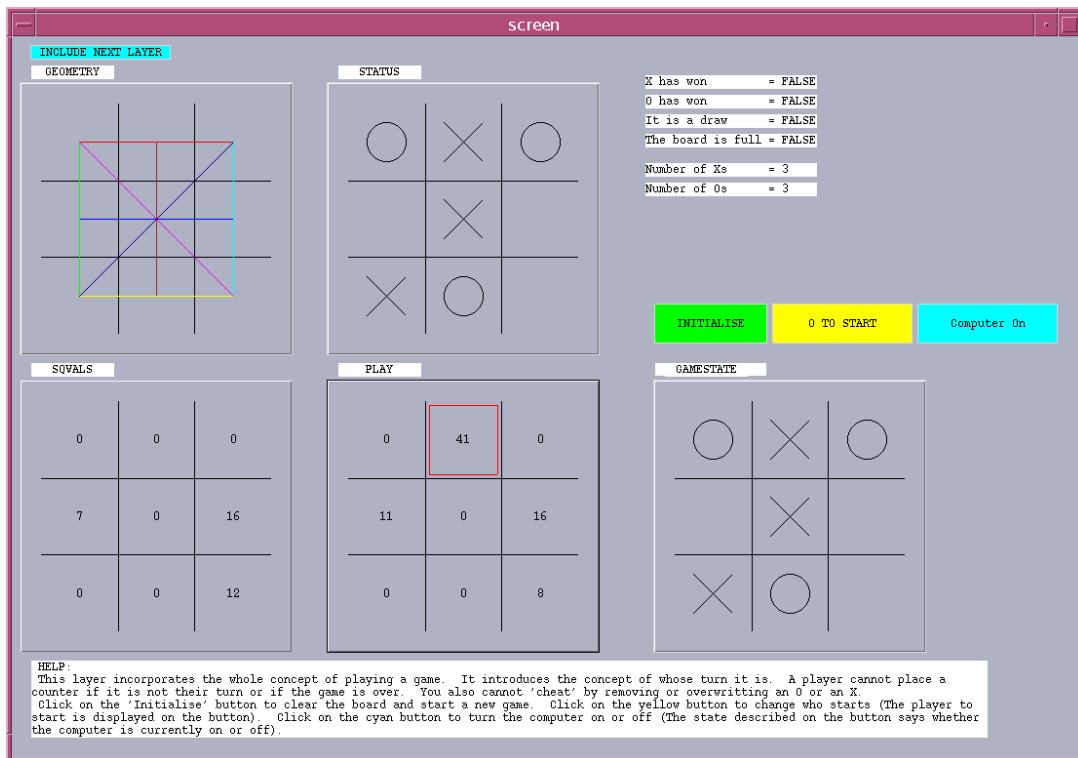 screen
INCLUDE NEXT LAYER
GEOMETRY
STATUS
X has won = FALSE
O has won = FALSE
It is a draw = FALSE
The board is full = FALSE
Number of Xs = 3
Number of Os = 3
INITIALISE
O TO START
Computer On
SQVALS
PLAY
GAMESTATE
0 0 0
7 0 16
0 0 12
0 41 0
11 0 16
0 0 8
HELP:
This layer incorporates the whole concept of playing a game. It introduces the concept of whose turn it is. A player cannot place a
counter if it is not their turn or if the game is over. You also cannot 'cheat' by removing or overwritting an O or an X.
Click on the 'Initialise' button to clear the board and start a new game. Click on the yellow button to change who starts (The player to
start is displayed on the button). Click on the cyan button to turn the computer on or off (The state described on the button says whether
the computer is currently on or off).